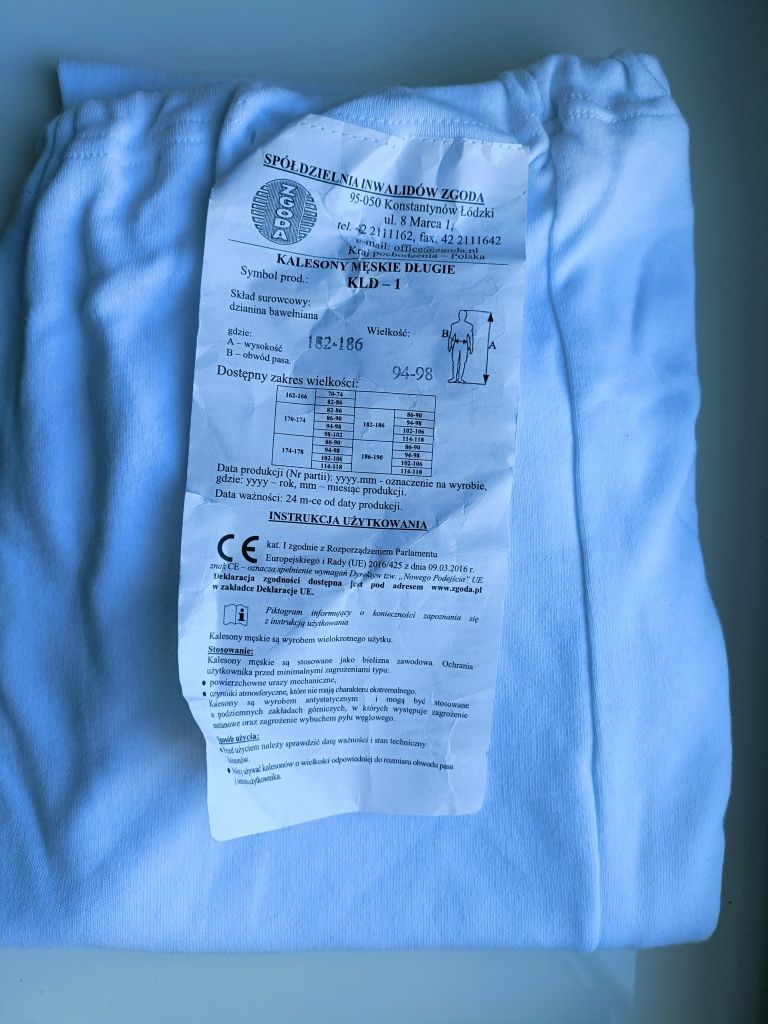 SPÓŁDZIELNIA INWALIDÓW ZGODA
ZGODA
95-050 Konstantynów Łódzki
ul. 8 Marca 1,
tel. 42 2111162, fax. 42 2111642
e-mail: office@zgoda.pl
Kraj pochodzenia – Polska
KALESONY MĘSKIE DŁUGIE
Symbol prod.: KLD – 1
Skład surowcowy:
dzianina bawełniana
gdzie: Wielkość:
A – wysokość 182-186
B – obwód pasa. 94-98
B A
Dostępny zakres wielkości:
162-166 70-74
82-86
170-174 82-86 182-186 86-90
86-90 94-98
94-98 102-106
98-102 114-118
174-178 86-90 186-190 86-90
94-98 94-98
102-106 102-106
114-118 114-118
Data produkcji (Nr partii): yyyy.mm - oznaczenie na wyrobie,
gdzie: yyyy – rok, mm – miesiąc produkcji.
Data ważności: 24 m-ce od daty produkcji.
INSTRUKCJA UŻYTKOWANIA
CE kat. I zgodnie z Rozporządzeniem Parlamentu
Europejskiego i Rady (UE) 2016/425 z dnia 09.03.2016 r.
znak CE – oznacza spełnienie wymagań Dyrektyw tzw. „Nowego Podejścia" UE
Deklaracja zgodności dostępna jest pod adresem www.zgoda.pl
w zakładce Deklaracje UE.
i Piktogram informujący o konieczności zapoznania się
z instrukcją użytkowania
Kalesony męskie są wyrobem wielokrotnego użytku.
Stosowanie:
Kalesony męskie są stosowane jako bielizna zawodowa. Ochrania
użytkownika przed minimalnymi zagrożeniami typu:
• powierzchowne urazy mechaniczne,
• czynniki atmosferyczne, które nie mają charakteru ekstremalnego.
Kalesony są wyrobem antystatycznym i mogą być stosowane
w podziemnych zakładach górniczych, w których występuje zagrożenie
metanowe oraz zagrożenie wybuchem pyłu węglowego.
Sposób użycia:
• Przed użyciem należy sprawdzić datę ważności i stan techniczny
kalesonów.
• Należy używać kalesonów o wielkości odpowiedniej do rozmiaru obwodu pasa
i wzrostu użytkownika.